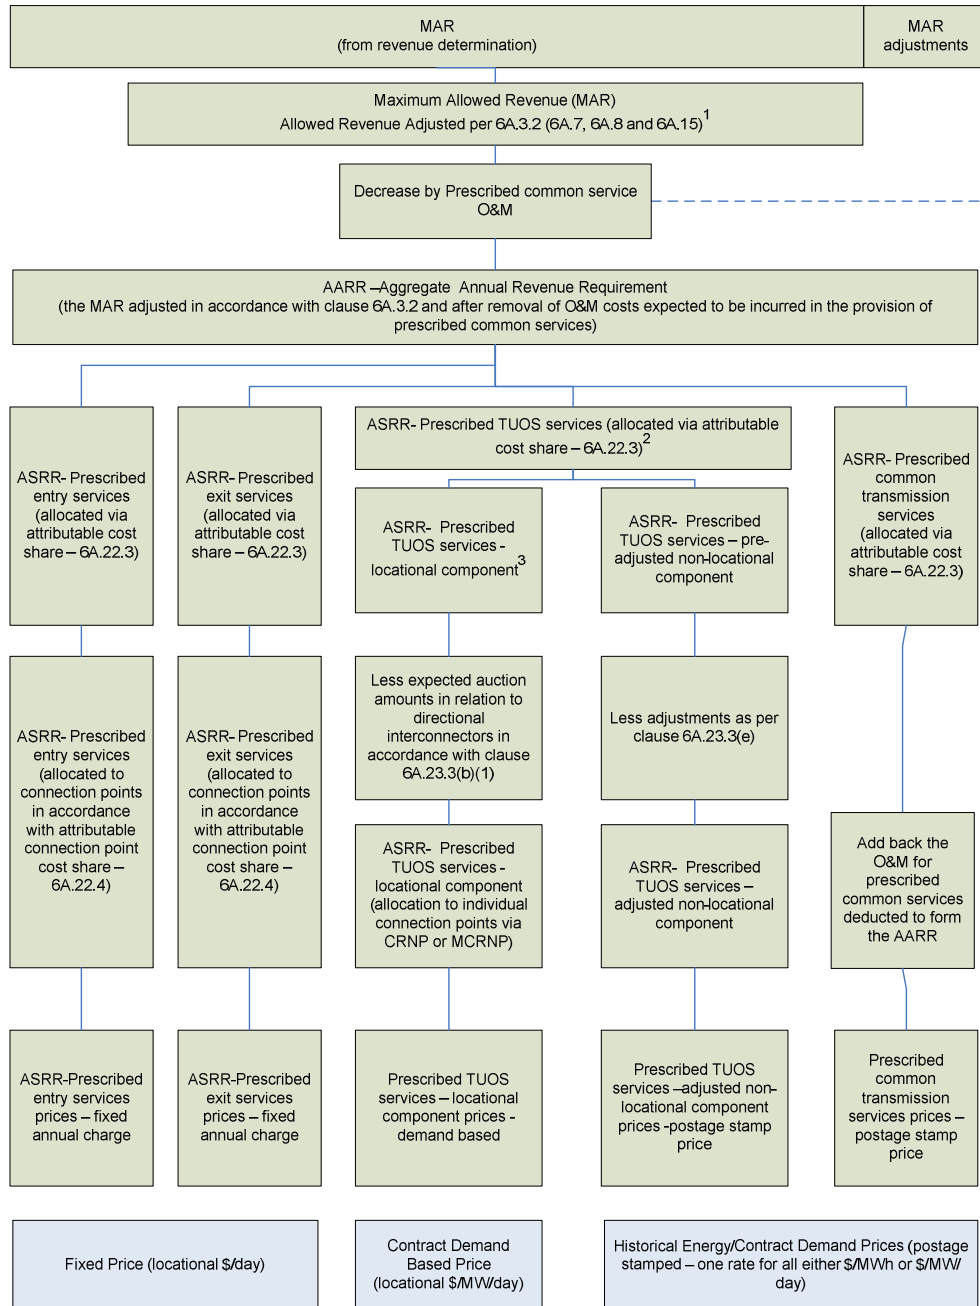 MAR
(from revenue determination)
MAR
adjustments
Maximum Allowed Revenue (MAR)
Allowed Revenue Adjusted per 6A.3.2 (6A.7, 6A.8 and 6A.15)1
Decrease by Prescribed common service
O&M
AARR –Aggregate Annual Revenue Requirement
(the MAR adjusted in accordance with clause 6A.3.2 and after removal of O&M costs expected to be incurred in the provision of
prescribed common services)
ASRR- Prescribed
entry services
(allocated via
attributable cost
share – 6A.22.3)
ASRR- Prescribed
exit services
(allocated via
attributable cost
share – 6A.22.3)
ASRR- Prescribed TUOS services (allocated via attributable
cost share – 6A.22.3)2
ASRR- Prescribed
TUOS services -
locational component3
ASRR- Prescribed
TUOS services – pre-
adjusted non-locational
component
ASRR- Prescribed
common
transmission
services
(allocated via
attributable cost
share – 6A.22.3)
ASRR- Prescribed
entry services
(allocated to
connection points
in accordance
with attributable
connection point
cost share –
6A.22.4)
ASRR- Prescribed
exit services
(allocated to
connection points
in accordance
with attributable
connection point
cost share –
6A.22.4)
Less expected auction
amounts in relation to
directional
interconnectors in
accordance with clause
6A.23.3(b)(1)
Less adjustments as per
clause 6A.23.3(e)
ASRR- Prescribed
TUOS services -
locational component
(allocation to individual
connection points via
CRNP or MCRNP)
ASRR- Prescribed
TUOS services –
adjusted non-locational
component
Add back the
O&M for
prescribed
common services
deducted to form
the AARR
ASRR-Prescribed
entry services
prices – fixed
annual charge
ASRR-Prescribed
exit services
prices – fixed
annual charge
Prescribed TUOS
services – locational
component prices -
demand based
Prescribed TUOS
services –adjusted non-
locational component
prices -postage stamp
price
Prescribed
common
transmission
services prices –
postage stamp
price
Fixed Price (locational $/day)
Contract Demand
Based Price
(locational $/MW/day)
Historical Energy/Contract Demand Prices (postage
stamped – one rate for all either $/MWh or $/MW/
day)